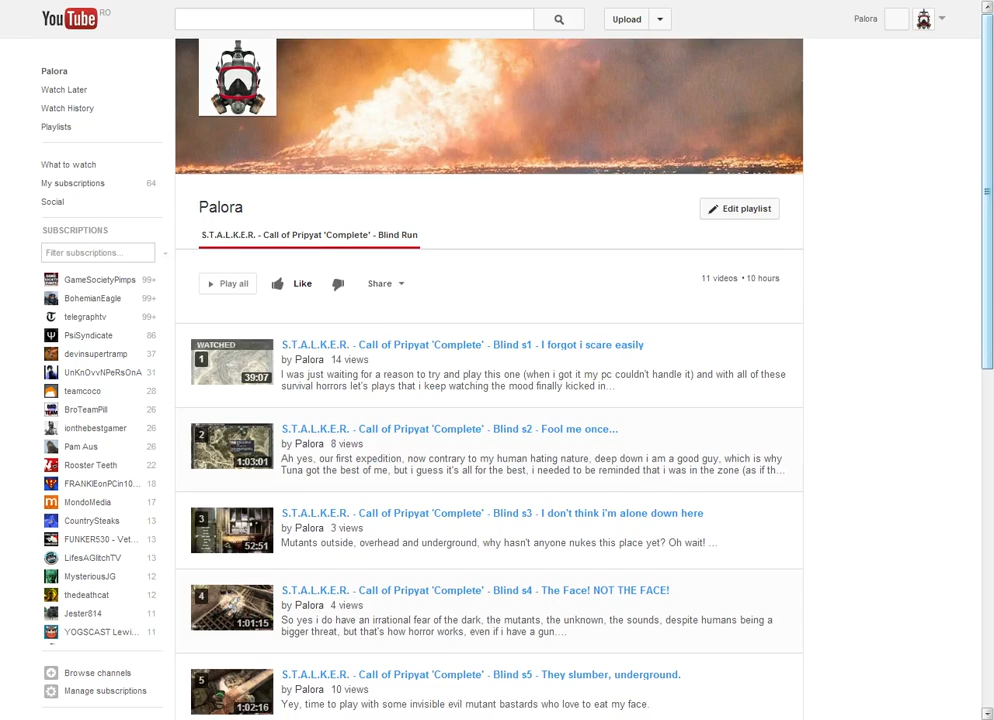 YouTube RO
Upload
Palora
Palora
Watch Later
Watch History
Playlists
What to watch
My subscriptions 64
Social
SUBSCRIPTIONS
Filter subscriptions...
GameSocietyPimps 99+
BohemianEagle 99+
telegraphtv 99+
PsiSyndicate 86
devinsupertramp 37
UnKnOvvNPeRsOnA 31
teamcoco 28
BroTeamPill 26
ionthebestgamer 26
Pam Aus 26
Rooster Teeth 22
FRANKIEonPCin10... 18
MondoMedia 17
CountrySteaks 13
FUNKER530 - Vet... 13
LifesAGlitchTV 13
MysteriousJG 12
thedeathcat 12
Jester814 11
YOGSCAST Lewi... 11
Browse channels
Manage subscriptions
Palora
Edit playlist
S.T.A.L.K.E.R. - Call of Pripyat 'Complete' - Blind Run
Play all Like Share
11 videos • 10 hours
WATCHED
1
39:07
S.T.A.L.K.E.R. - Call of Pripyat 'Complete' - Blind s1 - I forgot i scare easily
by Palora 14 views
I was just waiting for a reason to try and play this one (when i got it my pc couldn't handle it) and with all of these
survival horrors let's plays that i keep watching the mood finally kicked in...
2
1:03:01
S.T.A.L.K.E.R. - Call of Pripyat 'Complete' - Blind s2 - Fool me once...
by Palora 8 views
Ah yes, our first expedition, now contrary to my human hating nature, deep down i am a good guy, which is why
Tuna got the best of me, but i guess it's all for the best, i needed to be reminded that i was in the zone (as if th...
3
52:51
S.T.A.L.K.E.R. - Call of Pripyat 'Complete' - Blind s3 - I don't think i'm alone down here
by Palora 3 views
Mutants outside, overhead and underground, why hasn't anyone nukes this place yet? Oh wait! ...
4
1:01:15
S.T.A.L.K.E.R. - Call of Pripyat 'Complete' - Blind s4 - The Face! NOT THE FACE!
by Palora 4 views
So yes i do have an irrational fear of the dark, the mutants, the unknown, the sounds, despite humans being a
bigger threat, but that's how horror works, even if i have a gun....
5
1:02:16
S.T.A.L.K.E.R. - Call of Pripyat 'Complete' - Blind s5 - They slumber, underground.
by Palora 10 views
Yey, time to play with some invisible evil mutant bastards who love to eat my face.